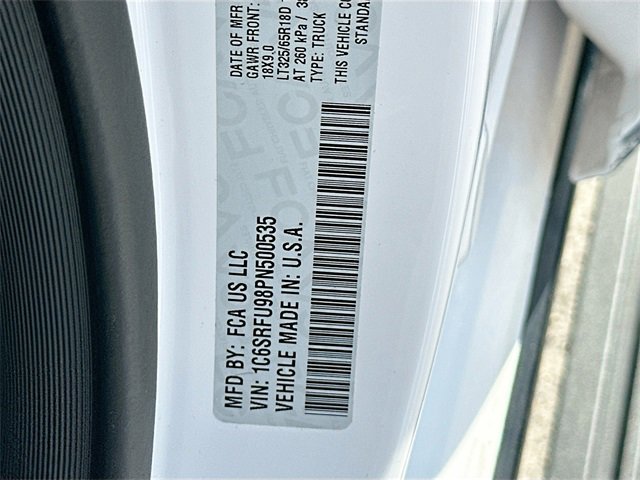 MFD BY: FCA US LLC
VIN: 1C6SRFU98PN500535
VEHICLE MADE IN: U.S.A.
DATE OF MFR
GAWR FRONT:
18X9.0
LT325/65R18D
AT 260 kPa /
TYPE: TRUCK
THIS VEHICLE CO
STANDA